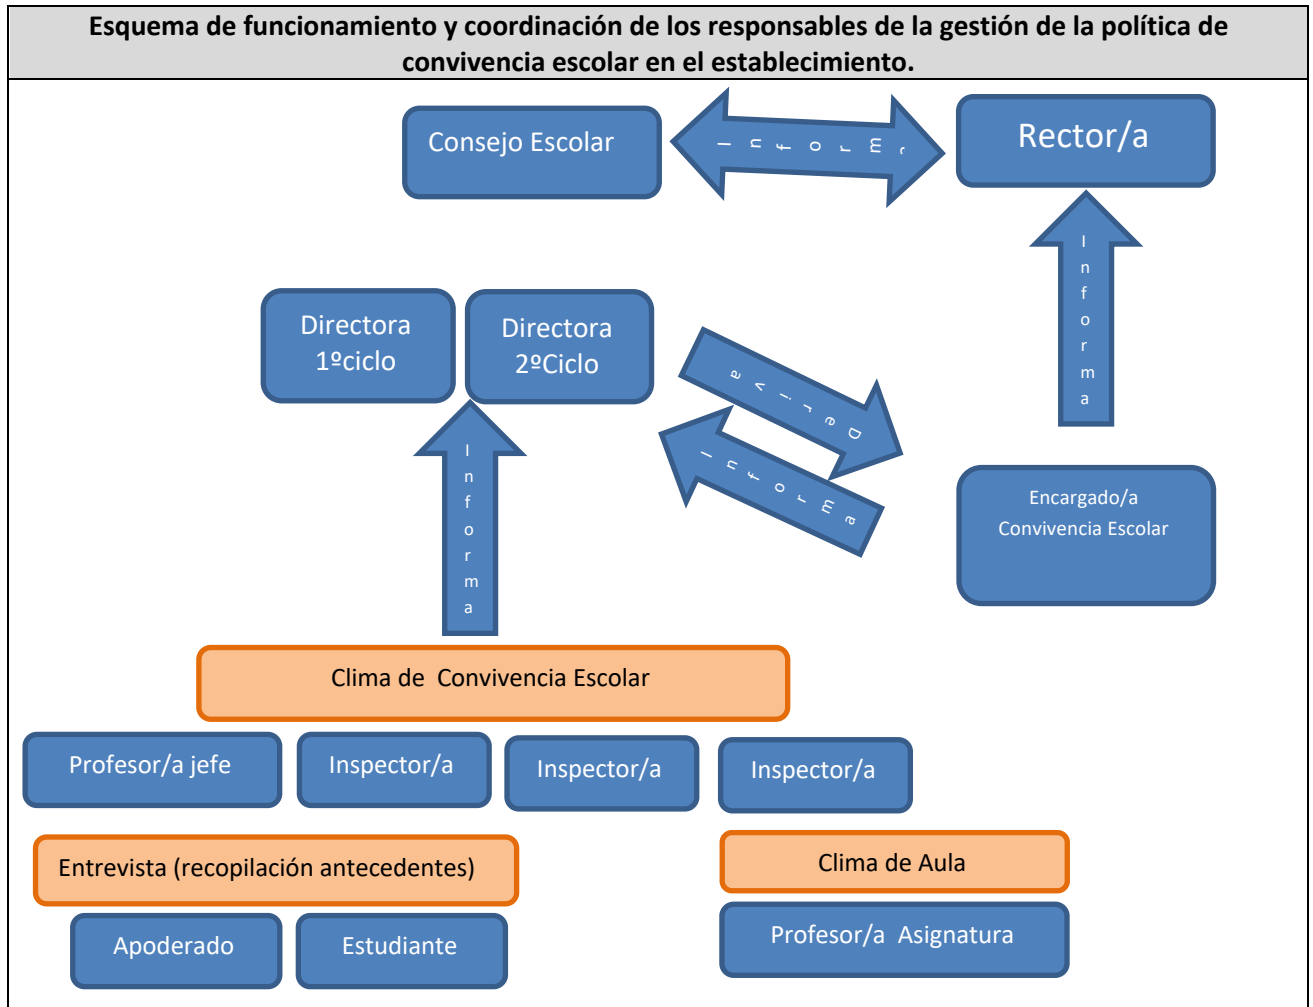 Esquema de funcionamiento y coordinación de los responsables de la gestión de la política de
convivencia escolar en el establecimiento.
Consejo Escolar
Inform
Rector/a
Informa
Directora
1ºciclo
Directora
2ºCiclo
Deriva
Informa
Informa
Encargado/a
Convivencia Escolar
Clima de  Convivencia Escolar
Profesor/a jefe
Inspector/a
Inspector/a
Inspector/a
Entrevista (recopilación antecedentes)
Clima de Aula
Apoderado
Estudiante
Profesor/a  Asignatura